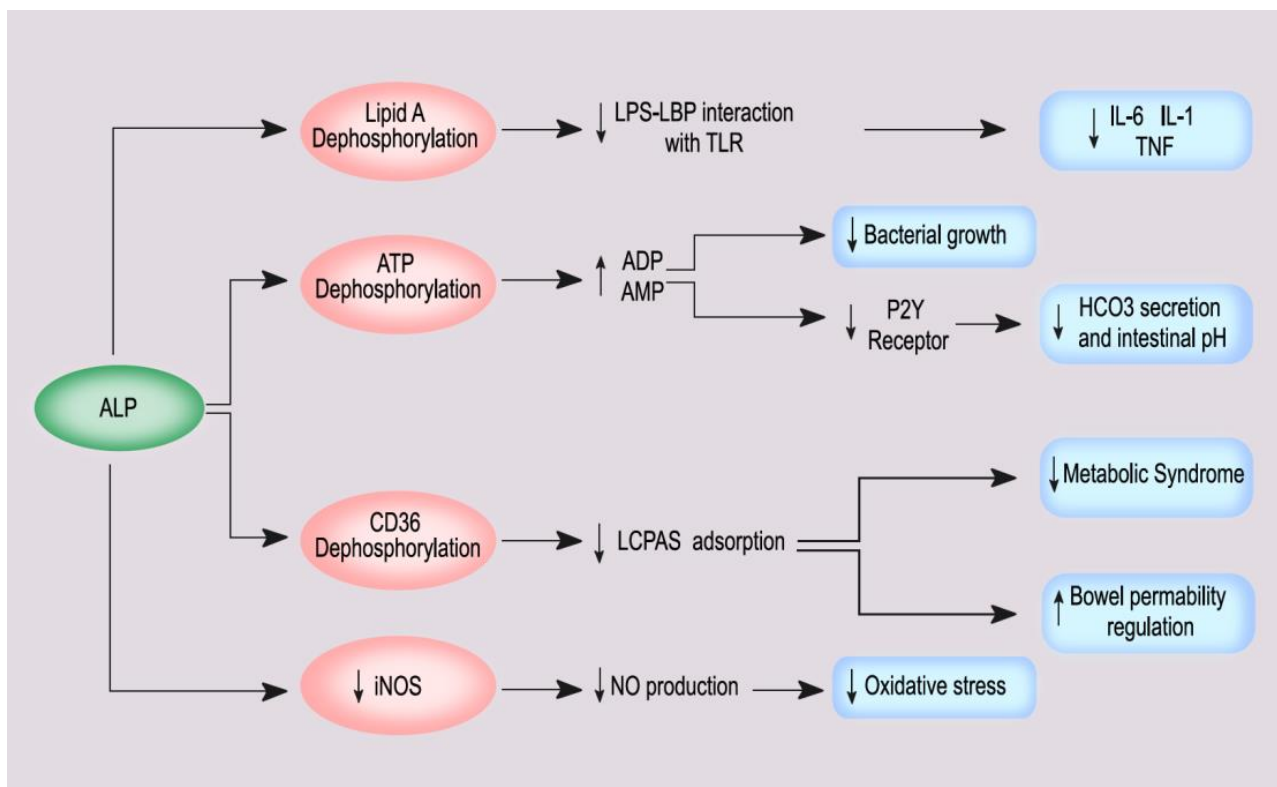 Lipid A
Dephosphorylation
↓ LPS-LBP interaction
with TLR
↓ IL-6 IL-1
TNF
ATP
Dephosphorylation
↑ ADP
AMP
↓ Bacterial growth
↓ P2Y
Receptor
↓ HCO3 secretion
and intestinal pH
ALP
CD36
Dephosphorylation
↓ LCPAS adsorption
↓ Metabolic Syndrome
↑ Bowel permability
regulation
↓ iNOS
↓ NO production
↓ Oxidative stress